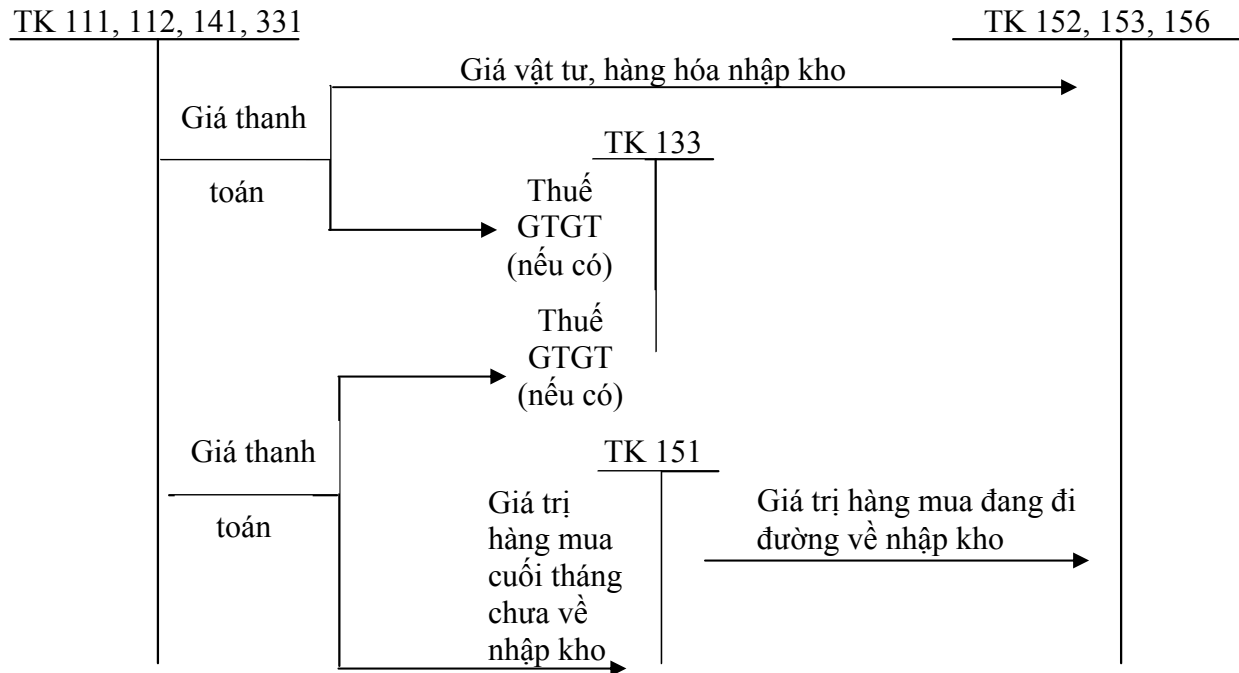 TK 111, 112, 141, 331
TK 152, 153, 156
Giá vật tư, hàng hóa nhập kho
Giá thanh
toán
TK 133
Thuế
GTGT
(nếu có)
Thuế
GTGT
(nếu có)
Giá thanh
toán
TK 151
Giá trị
hàng mua
cuối tháng
chưa về
nhập kho
Giá trị hàng mua đang đi
đường về nhập kho